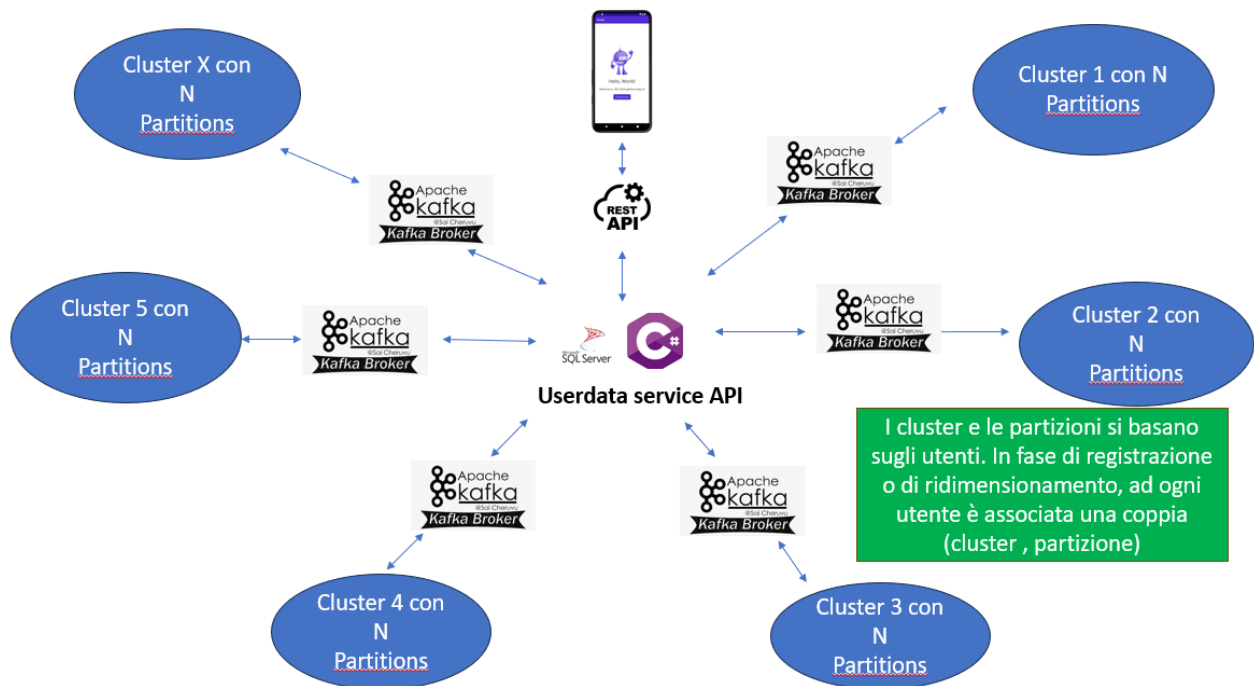 Cluster X con
N
Partitions
Hello, World!
Cluster 1 con N
Partitions
Apache
kafka
@Sai Cheruvu
Kafka Broker
Apache
kafka
@Sai Cheruvu
Kafka Broker
REST
API
Cluster 5 con
N
Partitions
Apache
kafka
@Sai Cheruvu
Kafka Broker
Microsoft
SQL Server
C#
Apache
kafka
@Sai Cheruvu
Kafka Broker
Cluster 2 con
N
Partitions
Userdata service API
I cluster e le partizioni si basano
sugli utenti. In fase di registrazione
o di ridimensionamento, ad ogni
utente è associata una coppia
(cluster , partizione)
Apache
kafka
@Sai Cheruvu
Kafka Broker
Apache
kafka
@Sai Cheruvu
Kafka Broker
Cluster 4 con
N
Partitions
Cluster 3 con
N
Partitions